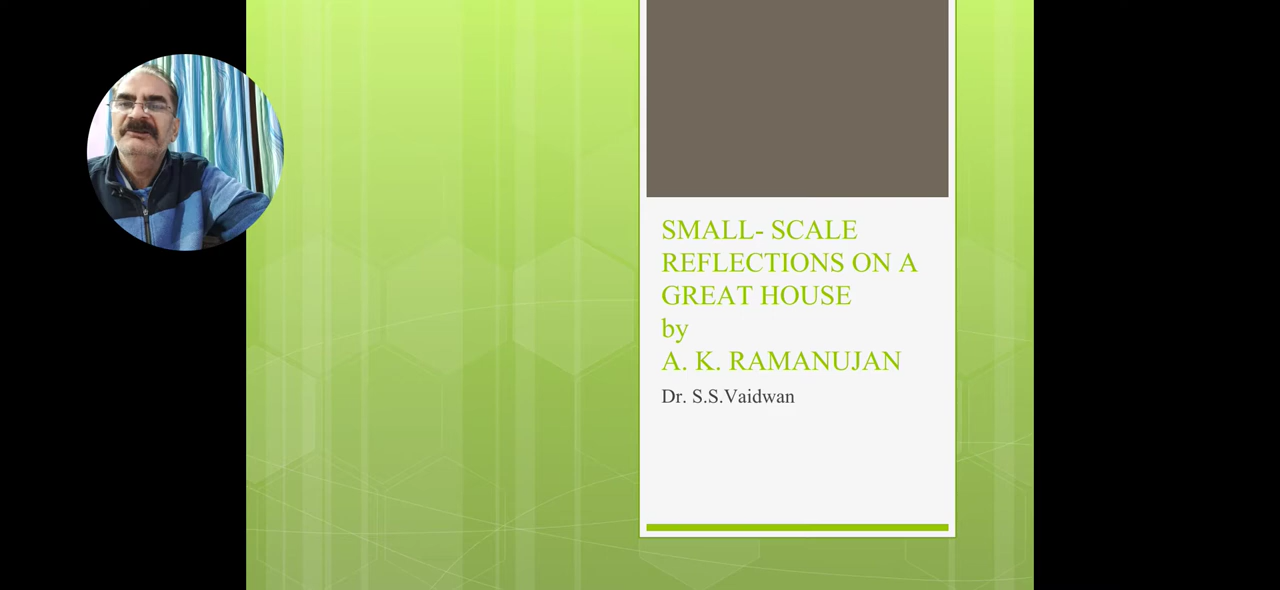 SMALL- SCALE
REFLECTIONS ON A
GREAT HOUSE
by
A. K. RAMANUJAN
Dr. S.S.Vaidwan